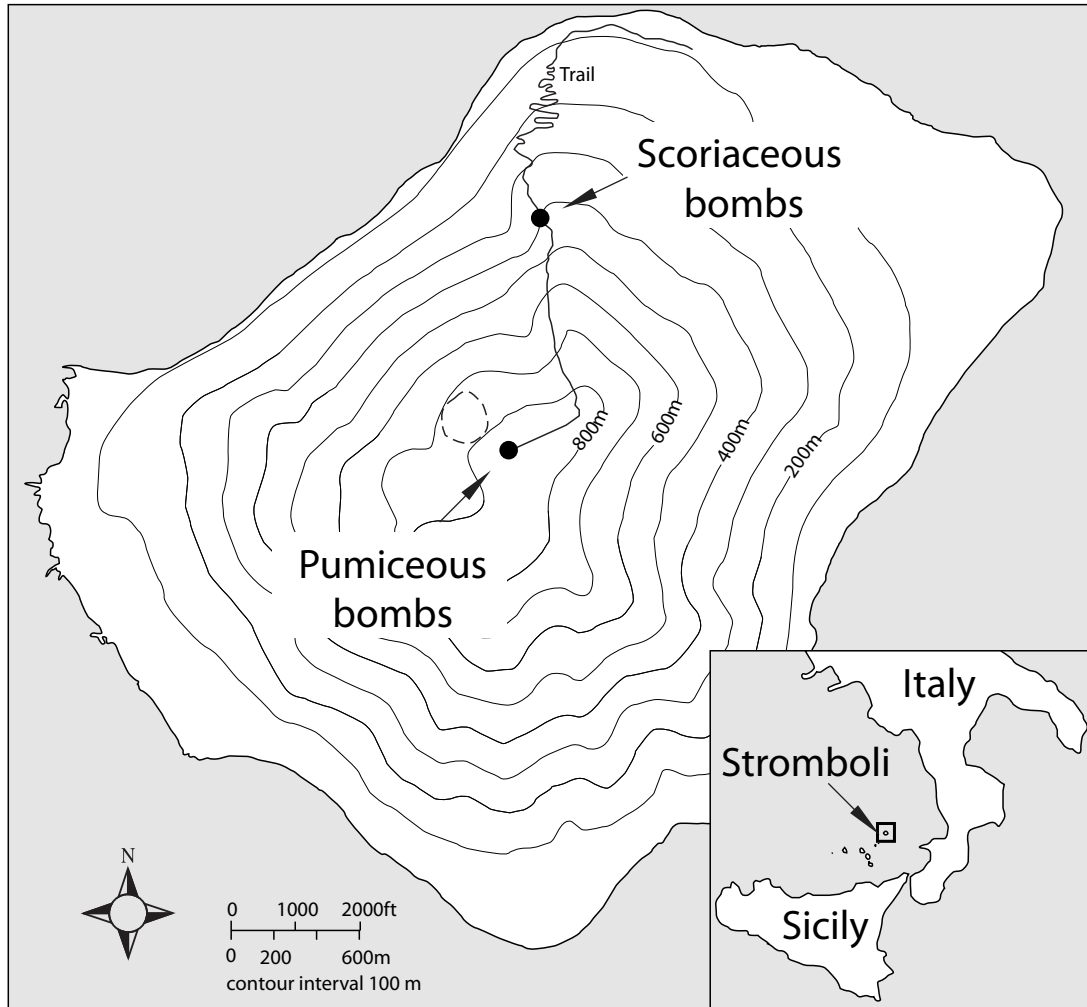 Trail
Scoriaceous
bombs
800m
600m
400m
200m
Pumiceous
bombs
Italy
Stromboli
Sicily
N
0 1000 2000ft
0 200 600m
contour interval 100 m